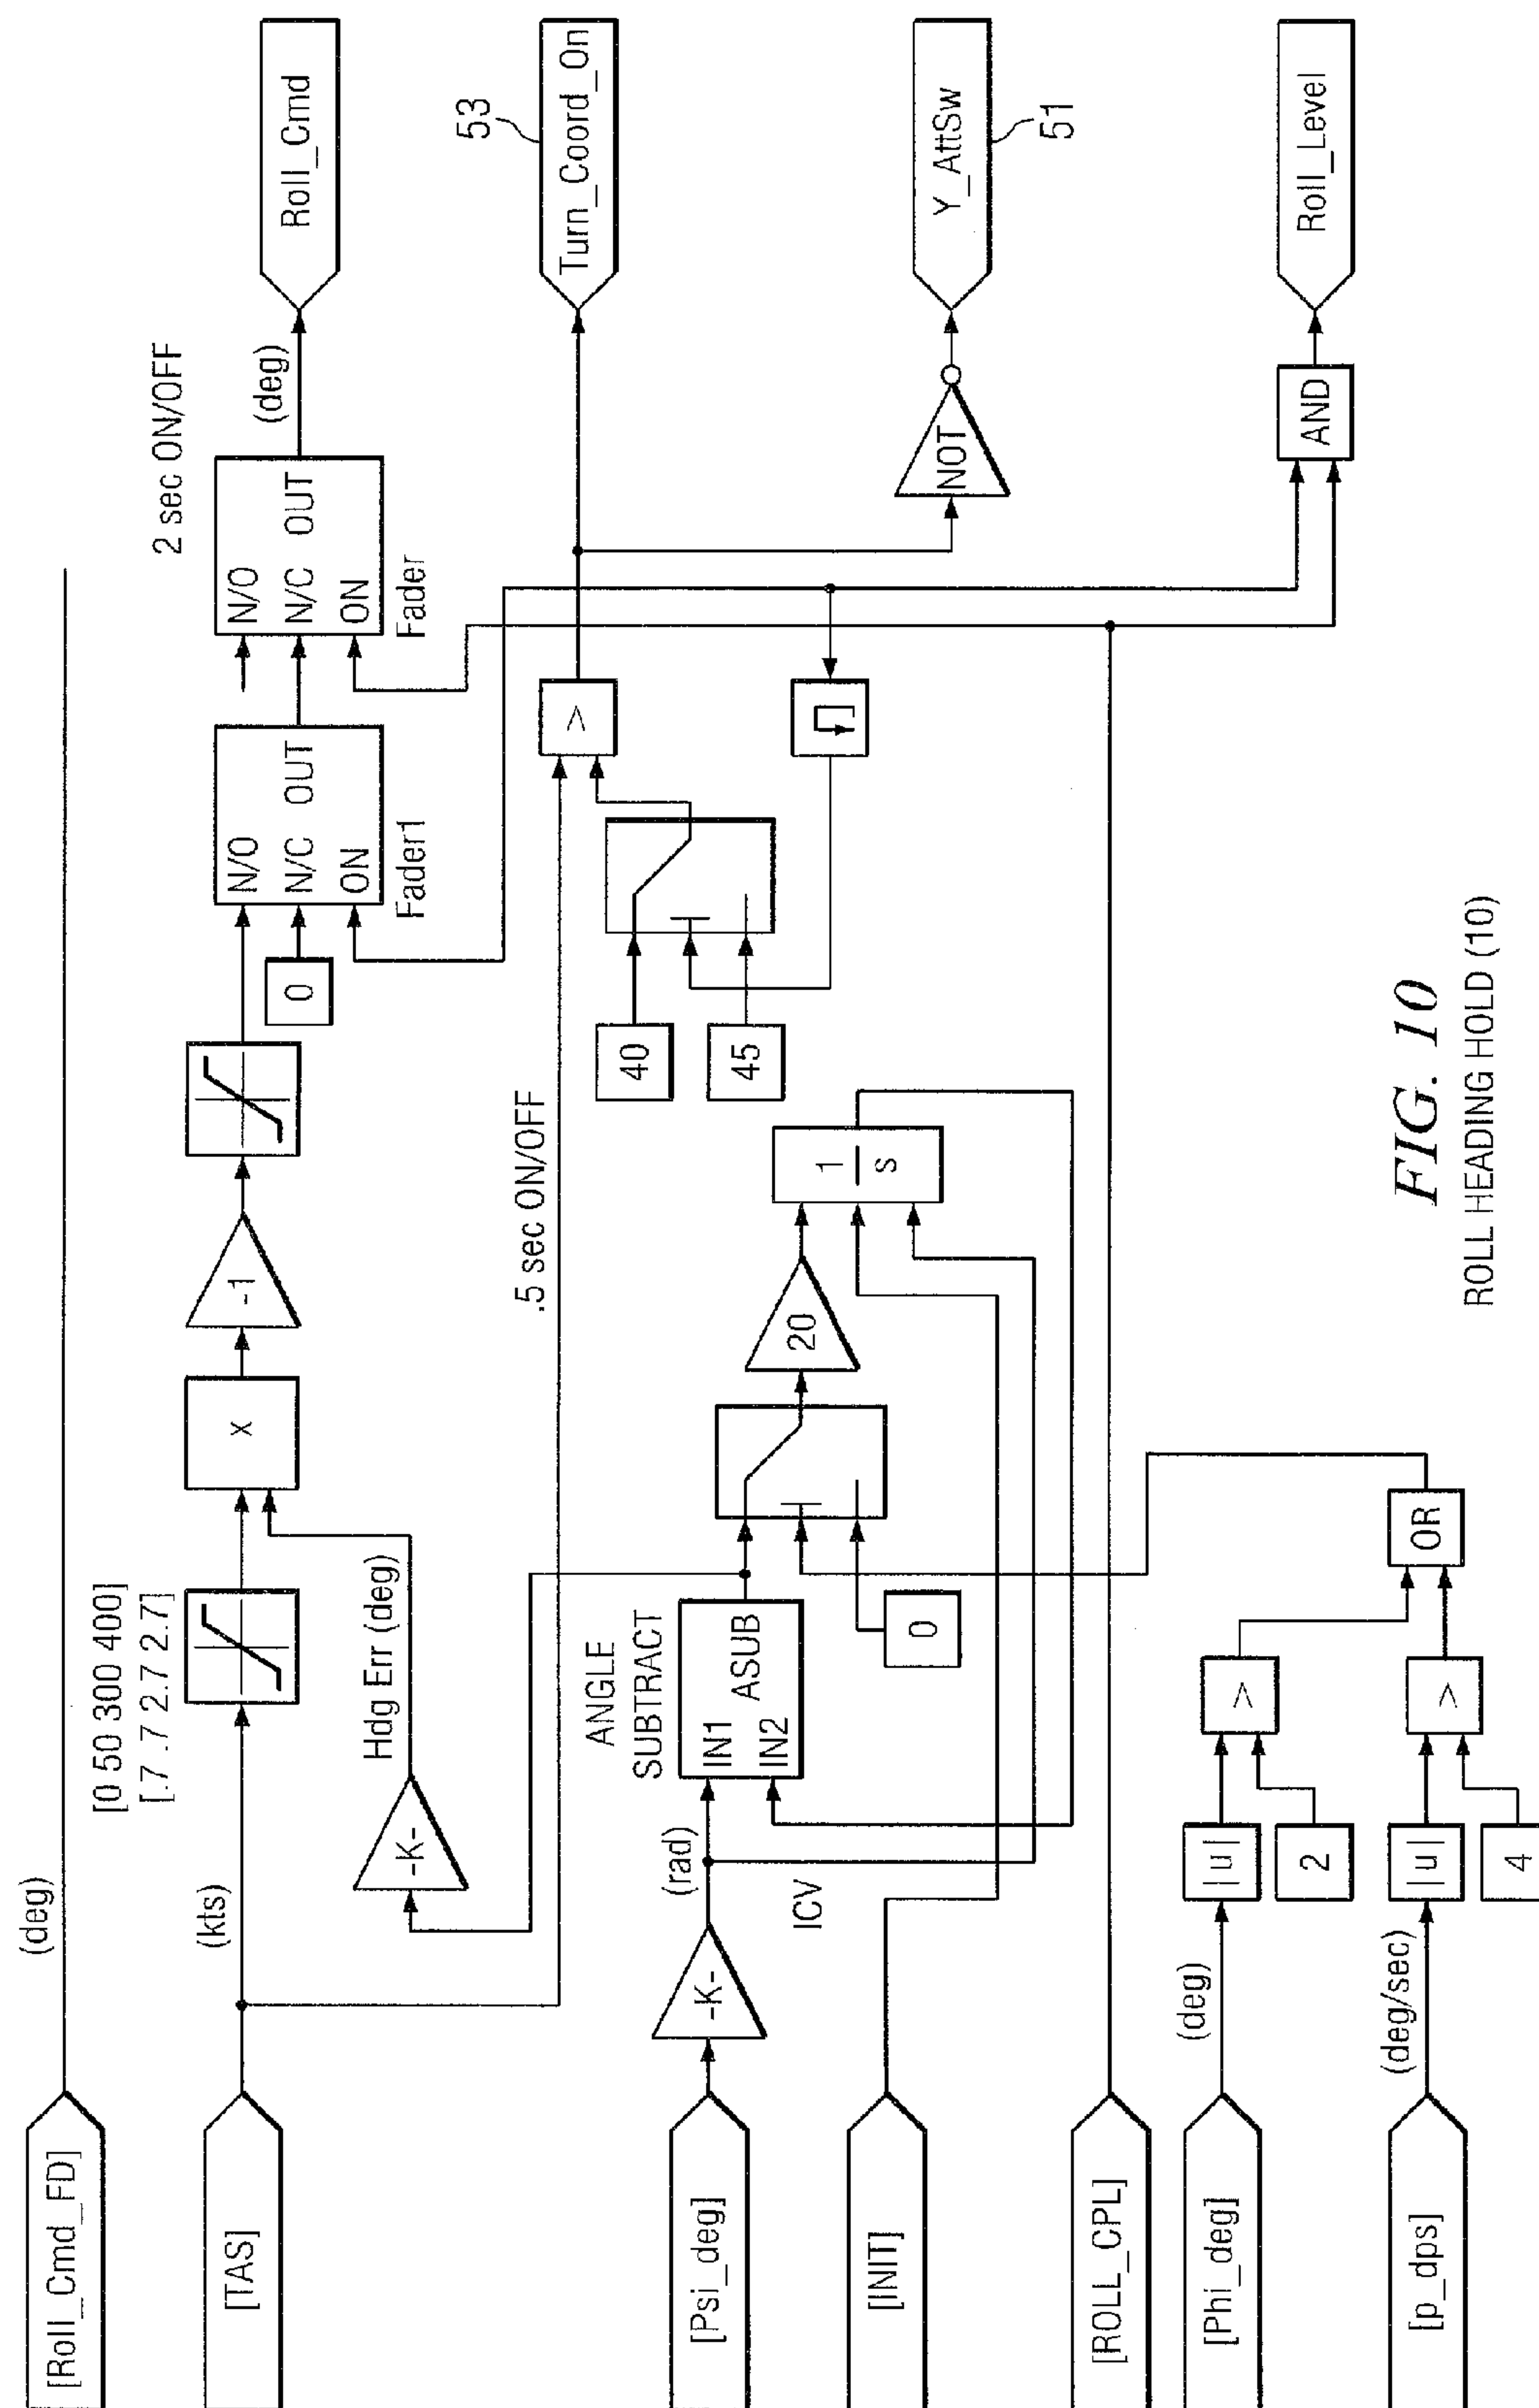 [Roll_Cmd_FD]
(deg)
2 sec ON/OFF
[0 50 300 400]
[.7 .7 2.7 2.7]
[TAS]
(kts)
x
-1
0
N/O
N/C OUT
ON
Fader1
N/O
N/C OUT
ON
Fader
(deg)
Roll_Cmd
-K-
Hdg Err (deg)
.5 sec ON/OFF
>
53
Turn_Coord_On
40
45
[Psi_deg]
-K-
(rad)
ICV
ANGLE
SUBTRACT
IN1
ASUB
IN2
0
20
1
s
NOT
Y_AttSw
51
[INIT]
[ROLL_CPL]
[Phi_deg]
(deg)
|u|
2
>
[p_dps]
(deg/sec)
|u|
4
>
OR
AND
Roll_Level
FIG. 10
ROLL HEADING HOLD (10)